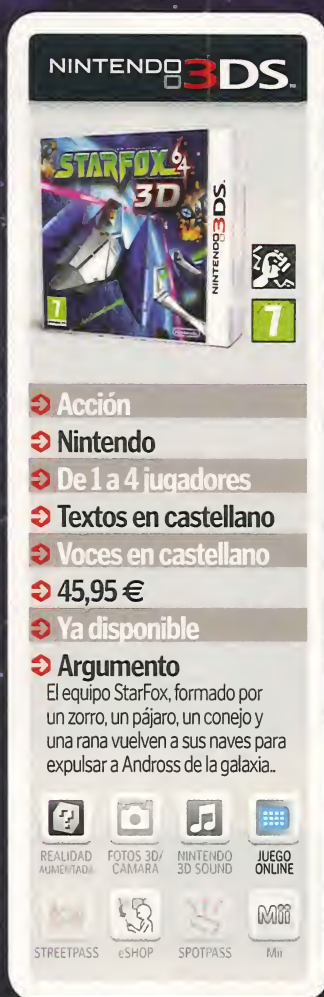 NINTENDO 3DS
STARFOX 64
3D
NINTENDO 3DS
7
Nintendo
7
Acción
Nintendo
De 1 a 4 jugadores
Textos en castellano
Voces en castellano
45,95 €
Ya disponible
Argumento
El equipo StarFox, formado por
un zorro, un pájaro, un conejo y
una rana vuelven a sus naves para
expulsar a Andross de la galaxia..
REALIDAD AUMENTADA
FOTOS 3D/ CÁMARA
NINTENDO 3D SOUND
JUEGO ONLINE
STREETPASS
eSHOP
SPOTPASS
Mii
Mii